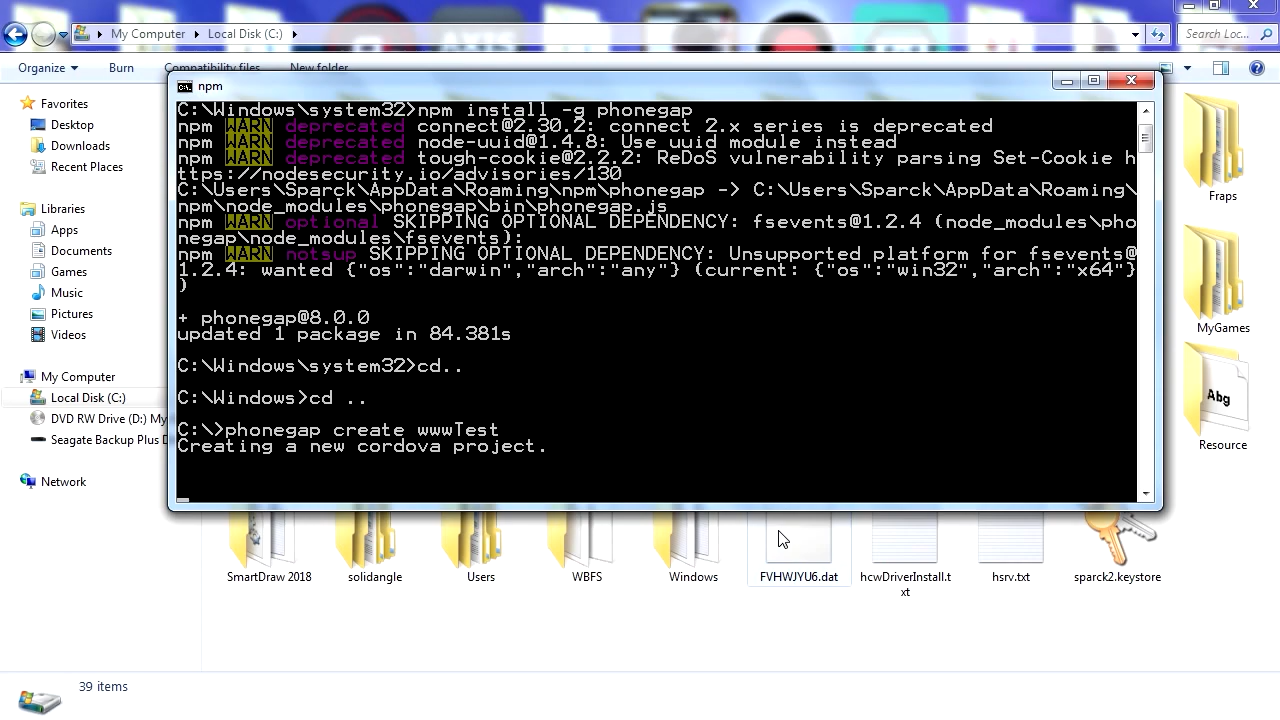 My Computer
Local Disk (C:)
Search Loc...
Organize
Burn
Compatibility files
New folder
Favorites
Desktop
Downloads
Recent Places
Libraries
Apps
Documents
Games
Music
Pictures
Videos
My Computer
Local Disk (C:)
DVD RW Drive (D:) My
Seagate Backup Plus D
Network
npm
C:\Windows\system32>npm install -g phonegap
npm WARN deprecated connect@2.30.2: connect 2.x series is deprecated
npm WARN deprecated node-uuid@1.4.8: Use uuid module instead
npm WARN deprecated tough-cookie@2.2.2: ReDoS vulnerability parsing Set-Cookie h
ttps://nodesecurity.io/advisories/130
C:\Users\Sparck\AppData\Roaming\npm\phonegap -> C:\Users\Sparck\AppData\Roaming\
npm\node_modules\phonegap\bin\phonegap.js
npm WARN optional SKIPPING OPTIONAL DEPENDENCY: fsevents@1.2.4 (node_modules\pho
negap\node_modules\fsevents):
npm WARN notsup SKIPPING OPTIONAL DEPENDENCY: Unsupported platform for fsevents@
1.2.4: wanted {"os":"darwin","arch":"any"} (current: {"os":"win32","arch":"x64"}
)
+ phonegap@8.0.0
updated 1 package in 84.381s
C:\Windows\system32>cd..
C:\Windows>cd ..
C:\>phonegap create wwwTest
Creating a new cordova project.
Fraps
MyGames
Abg
Resource
SmartDraw 2018
solidangle
Users
WBFS
Windows
FVHWJYU6.dat
hcwDriverInstall.t
xt
hsrv.txt
sparck2.keystore
39 items